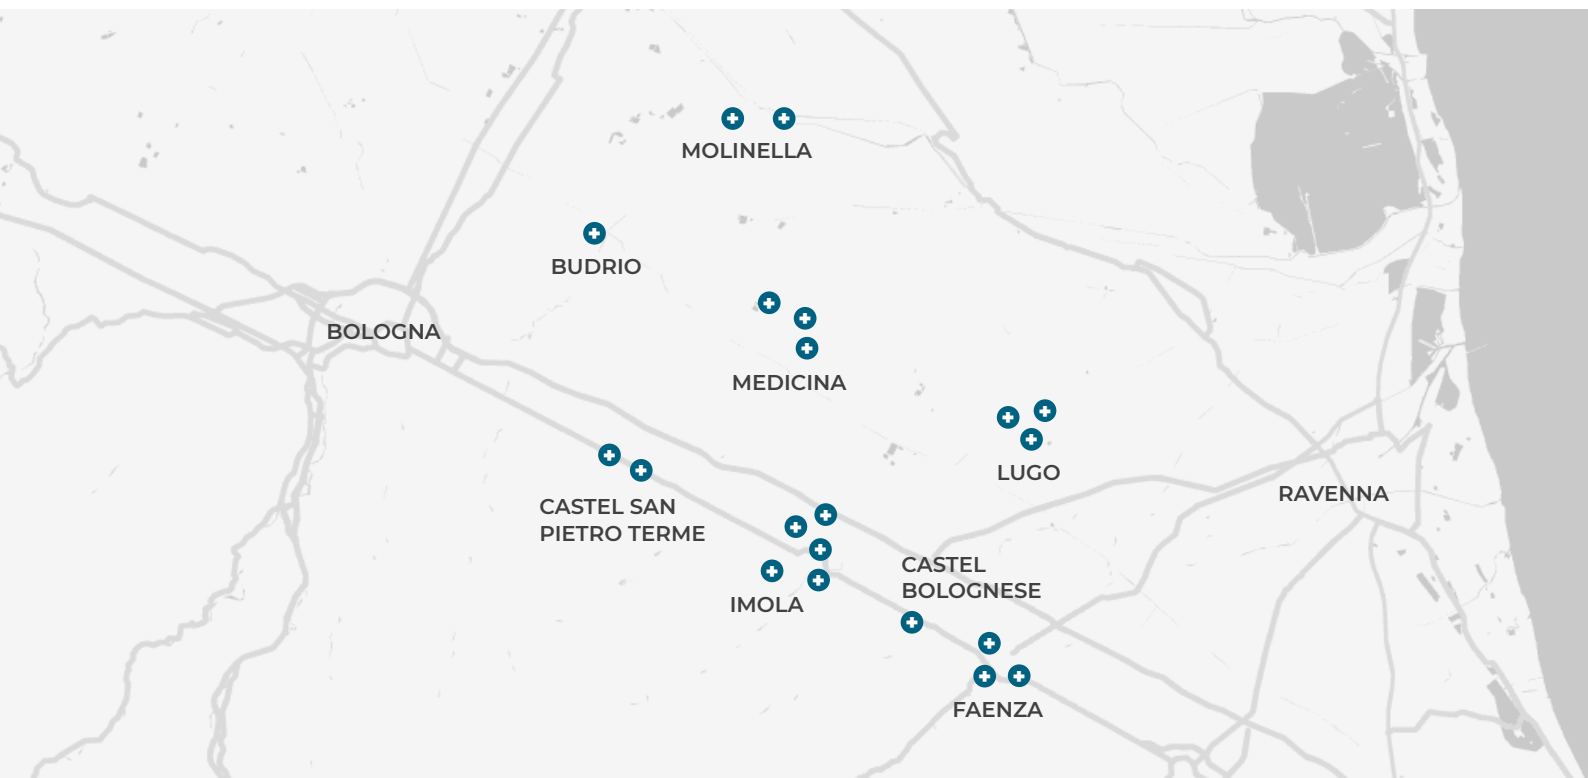 MOLINELLA
BUDRIO
BOLOGNA
MEDICINA
LUGO
RAVENNA
CASTEL SAN
PIETRO TERME
CASTEL
BOLOGNESE
IMOLA
FAENZA